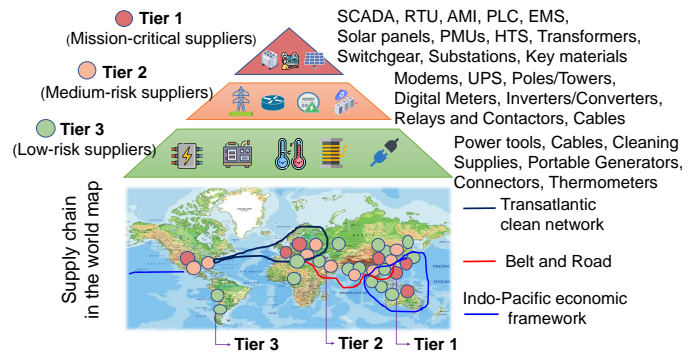 Tier 1
(Mission-critical suppliers)
SCADA, RTU, AMI, PLC, EMS,
Solar panels, PMUs, HTS, Transformers,
Switchgear, Substations, Key materials
Tier 2
(Medium-risk suppliers)
Modems, UPS, Poles/Towers,
Digital Meters, Inverters/Converters,
Relays and Contactors, Cables
Tier 3
(Low-risk suppliers)
Power tools, Cables, Cleaning
Supplies, Portable Generators,
Connectors, Thermometers
Supply chain
in the world map
Transatlantic
clean network
Belt and Road
Indo-Pacific economic
framework
Tier 3
Tier 2
Tier 1